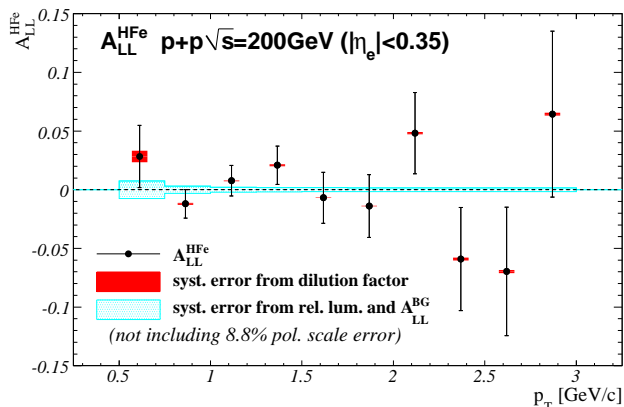 A_LL^HFe
A_LL^HFe p+p√s=200GeV (|η_e|<0.35)
0.15
0.1
0.05
0
-0.05
-0.1
-0.15
A_LL^HFe
syst. error from dilution factor
syst. error from rel. lum. and A_LL^BG
(not including 8.8% pol. scale error)
0.5 1 1.5 2 2.5 3
p_T [GeV/c]